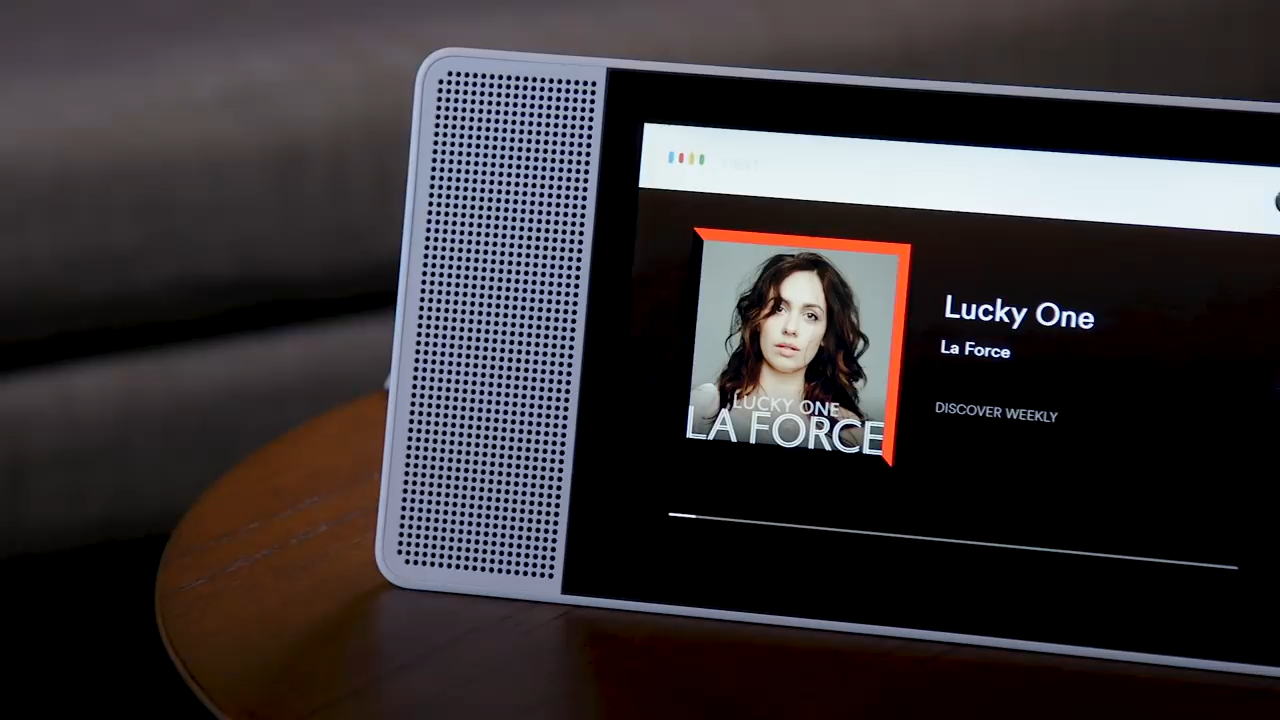 Lucky One
La Force
DISCOVER WEEKLY
LUCKY ONE
LA FORCE